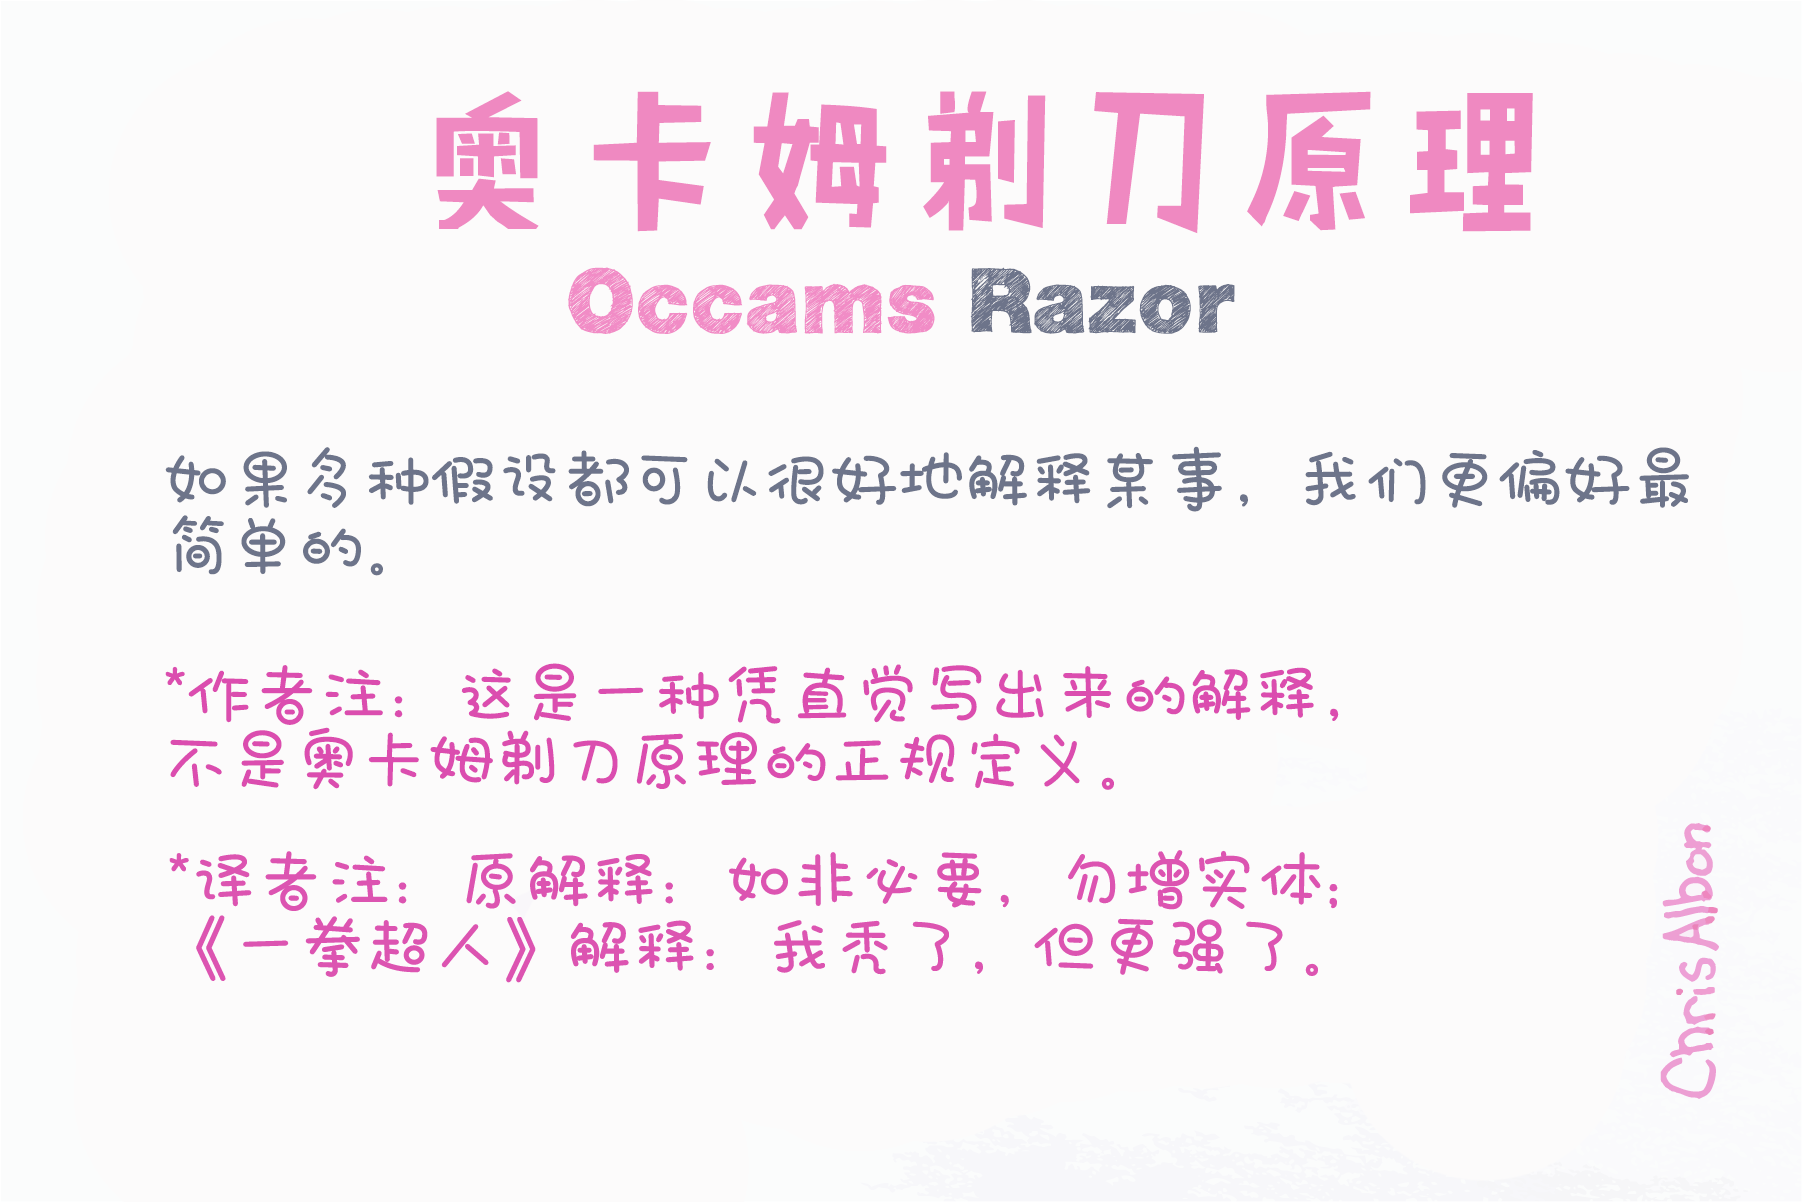 奥卡姆剃刀原理
Occams Razor
如果多种假设都可以很好地解释某事，我们更偏好最
简单的。
*作者注：这是一种凭直觉写出来的解释，
不是奥卡姆剃刀原理的正规定义。
*译者注：原解释：如非必要，勿增实体；
《一拳超人》解释：我秃了，但更强了。
Chris Albon